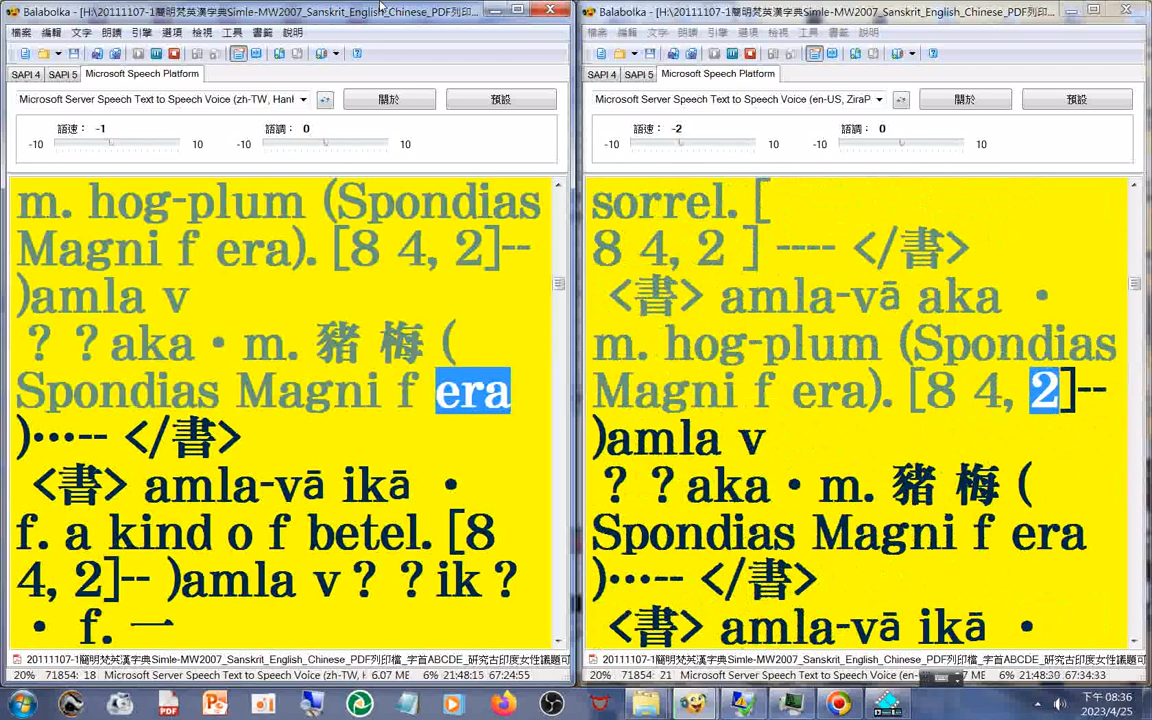 Balabolka - [H:\20111107-1簡明梵英漢字典Simle-MW2007_Sanskrit_English_Chinese_PDF列印...
檔案 編輯 文字 朗讀 引擎 選項 檢視 工具 書籤 說明
SAPI 4 SAPI 5 Microsoft Speech Platform
Microsoft Server Speech Text to Speech Voice (zh-TW, HanH
關於 預設
語速： -1 語調： 0
-10 10 -10 10
m. hog-plum (Spondias
Magni f era). [8 4, 2]--
)amla v
？？aka • m. 豬 梅 (
Spondias Magni f era
)…-- </書>
<書> amla-vā ikā •
f. a kind o f betel. [8
4, 2]-- )amla v？？ik？
• f. 一
20111107-1簡明梵英漢字典Simle-MW2007_Sanskrit_English_Chinese_PDF列印檔_字首ABCDE_研究古印度女性議題可
20% 71854: 18 Microsoft Server Speech Text to Speech Voice (zh-TW, H 6.07 ME 6% 21:48:15 67:24:55
Balabolka - [H:\20111107-1簡明梵英漢字典Simle-MW2007_Sanskrit_English_Chinese_PDF列印...
檔案 編輯 文字 朗讀 引擎 選項 檢視 工具 書籤 說明
SAPI 4 SAPI 5 Microsoft Speech Platform
Microsoft Server Speech Text to Speech Voice (en-US, ZiraP
關於 預設
語速： -2 語調： 0
-10 10 -10 10
sorrel. [
8 4, 2 ] ---- </書>
<書> amla-vā aka •
m. hog-plum (Spondias
Magni f era). [8 4, 2]--
)amla v
？？aka • m. 豬 梅 (
Spondias Magni f era
)…-- </書>
<書> amla-vā ikā •
20111107-1簡明梵英漢字典Simle-MW2007_Sanskrit_English_Chinese_PDF列印檔_字首ABCDE_研究古印度女性議題可
20% 71854: 21 Microsoft Server Speech Text to Speech Voice (en-US, Z 6.07 ME 6% 21:48:30 67:34:33
下午 08:36
2023/4/25